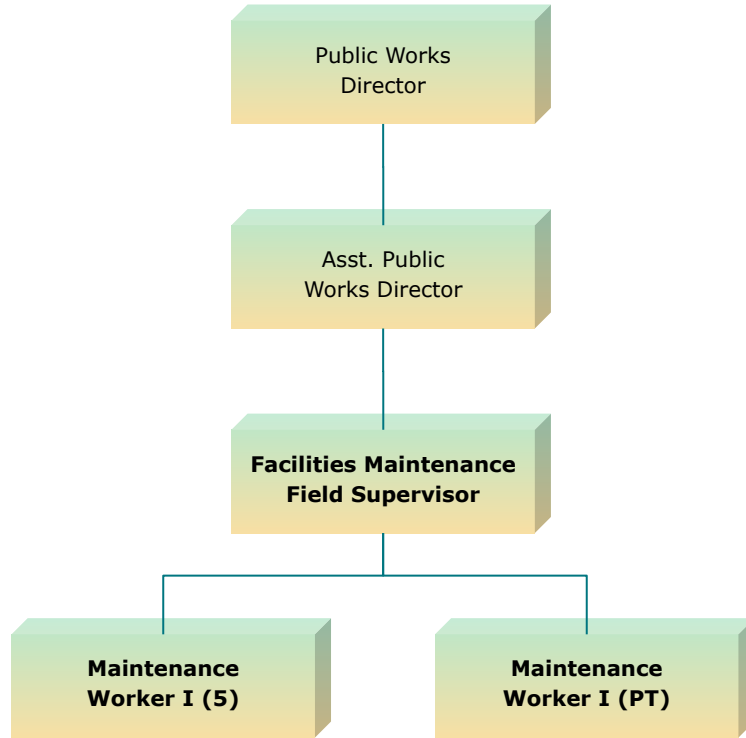 Public Works
Director
Asst. Public
Works Director
Facilities Maintenance
Field Supervisor
Maintenance
Worker I (5)
Maintenance
Worker I (PT)